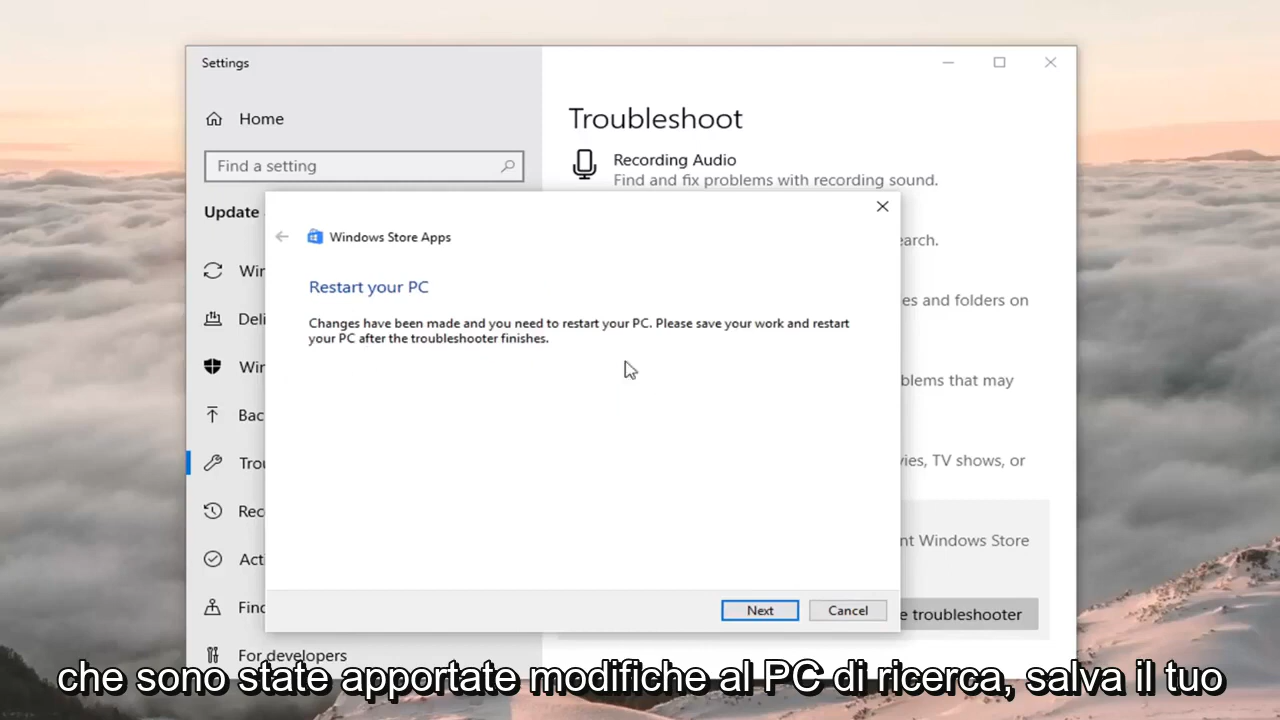 Settings
Home
Find a setting
Update
Win
Deli
Win
Bac
Trou
Rec
Acti
Find
For developers
Troubleshoot
Recording Audio
Find and fix problems with recording sound.
earch.
es and folders on
blems that may
vies, TV shows, or
nt Windows Store
e troubleshooter
Windows Store Apps
Restart your PC
Changes have been made and you need to restart your PC. Please save your work and restart
your PC after the troubleshooter finishes.
Next
Cancel
che sono state apportate modifiche al PC di ricerca, salva il tuo